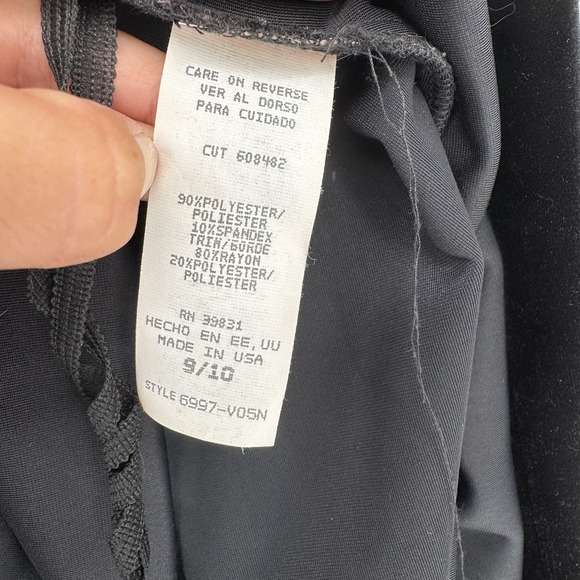 CARE ON REVERSE
VER AL DORSO
PARA CUIDADO
CUT 608482
90%POLYESTER/
POLIESTER
10%SPANDEX
TRIM/BORDE
80%RAYON
20%POLYESTER/
POLIESTER
RN 39831
HECHO EN EE,UU
MADE IN USA
9/10
STYLE 6997-V05N